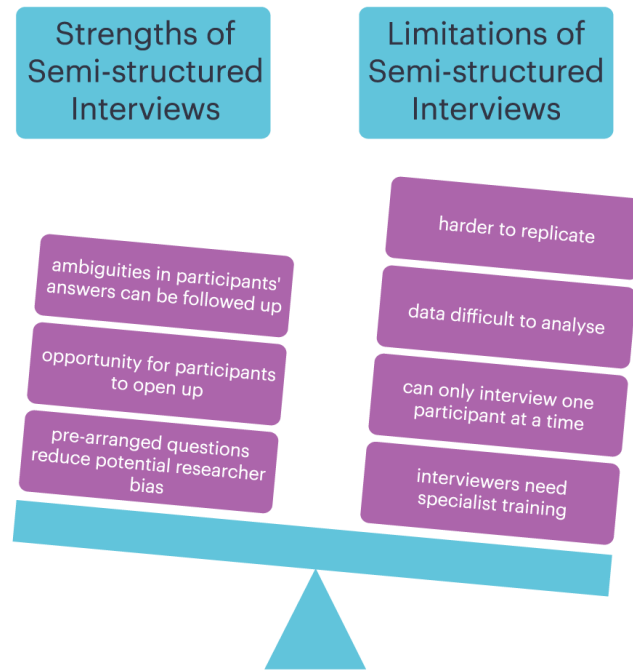 Strengths of
Semi-structured
Interviews
ambiguities in participants'
answers can be followed up
opportunity for participants
to open up
pre-arranged questions
reduce potential researcher
bias
Limitations of
Semi-structured
Interviews
harder to replicate
data difficult to analyse
can only interview one
participant at a time
interviewers need
specialist training